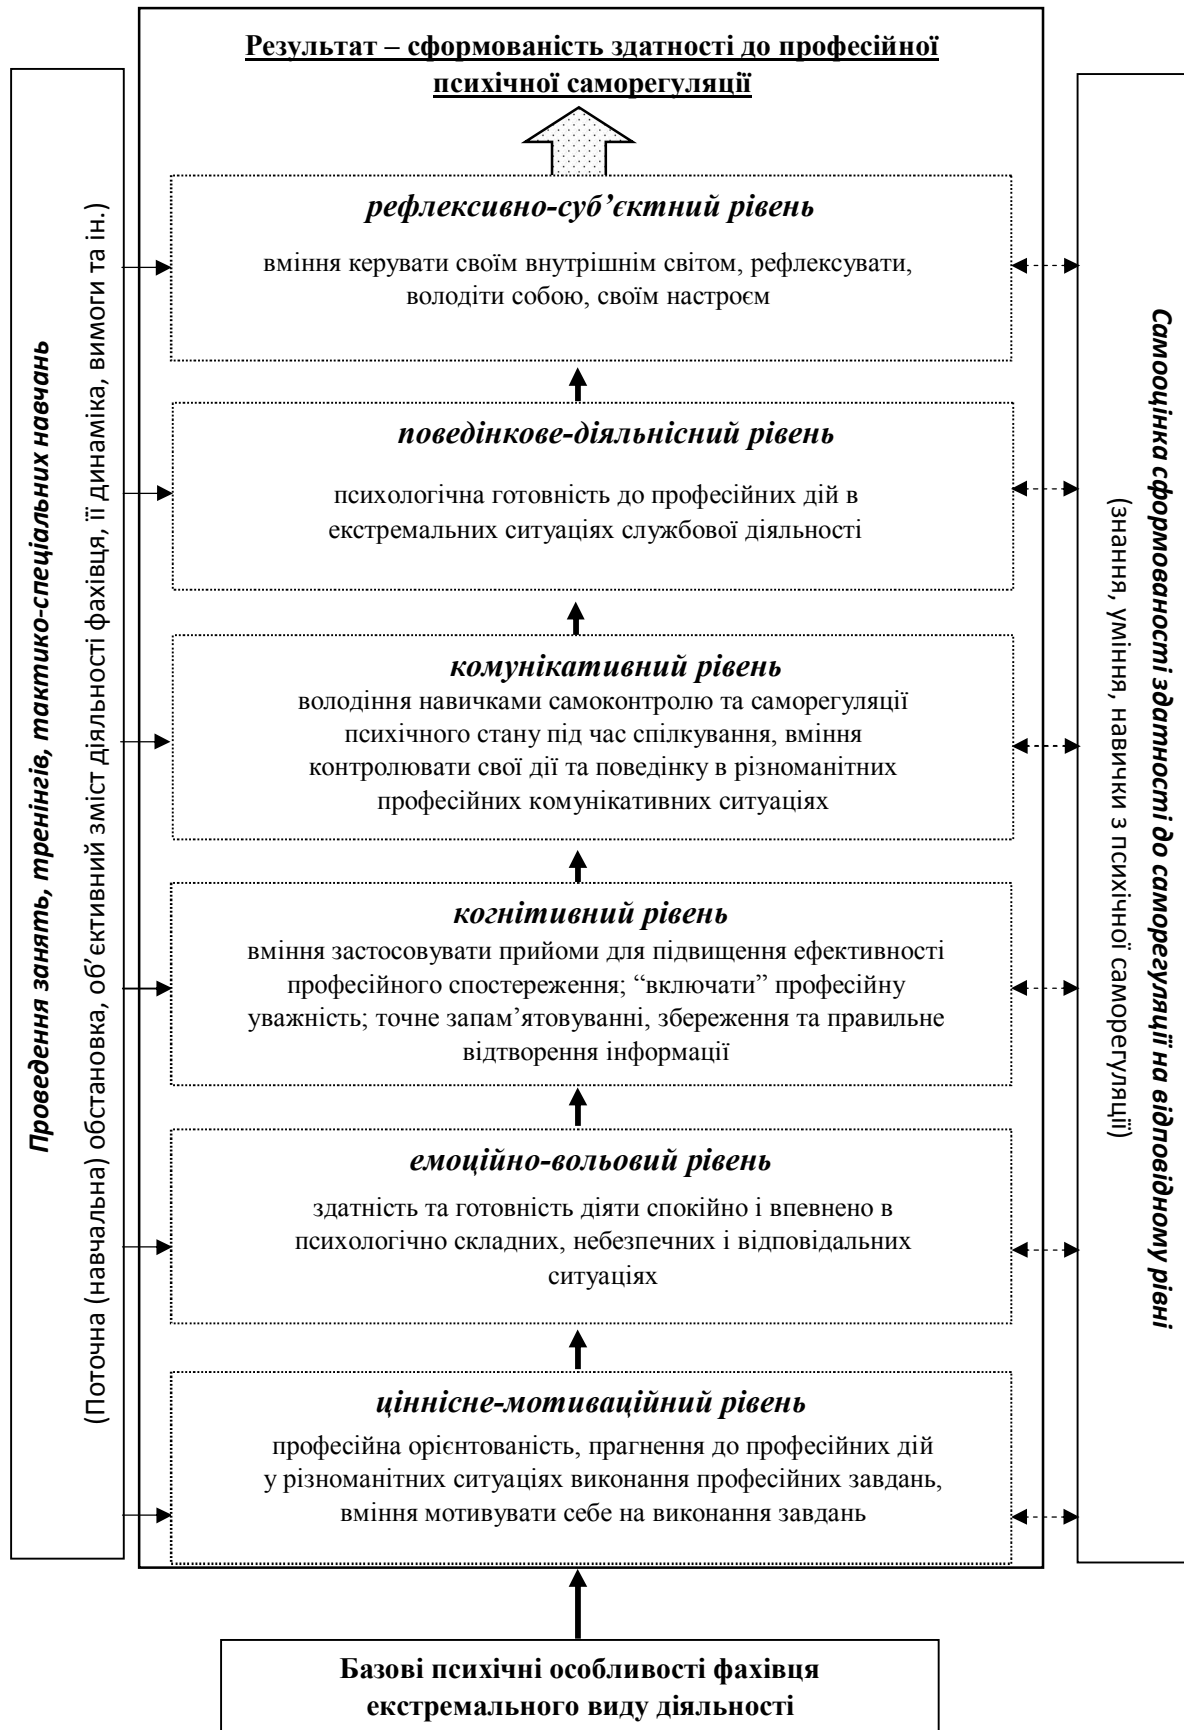 Результат – сформованість здатності до професійної
психічної саморегуляції
Проведення занять, тренінгів, тактико-спеціальних навчань
(Поточна (навчальна) обстановка, об’єктивний зміст діяльності фахівця, її динаміка, вимоги та ін.)
рефлексивно-суб’єктний рівень
вміння керувати своїм внутрішнім світом, рефлексувати,
володіти собою, своїм настроєм
поведінкове-діяльнісний рівень
психологічна готовність до професійних дій в
екстремальних ситуаціях службової діяльності
комунікативний рівень
володіння навичками самоконтролю та саморегуляції
психічного стану під час спілкування, вміння
контролювати свої дії та поведінку в різноманітних
професійних комунікативних ситуаціях
когнітивний рівень
вміння застосовувати прийоми для підвищення ефективності
професійного спостереження; “включати” професійну
уважність; точне запам’ятовуванні, збереження та правильне
відтворення інформації
емоційно-вольовий рівень
здатність та готовність діяти спокійно і впевнено в
психологічно складних, небезпечних і відповідальних
ситуаціях
ціннісне-мотиваційний рівень
професійна орієнтованість, прагнення до професійних дій
у різноманітних ситуаціях виконання професійних завдань,
вміння мотивувати себе на виконання завдань
Самооцінка сформованості здатності до саморегуляції на відповідному рівні
(знання, уміння, навички з психічної саморегуляції)
Базові психічні особливості фахівця
екстремального виду діяльності